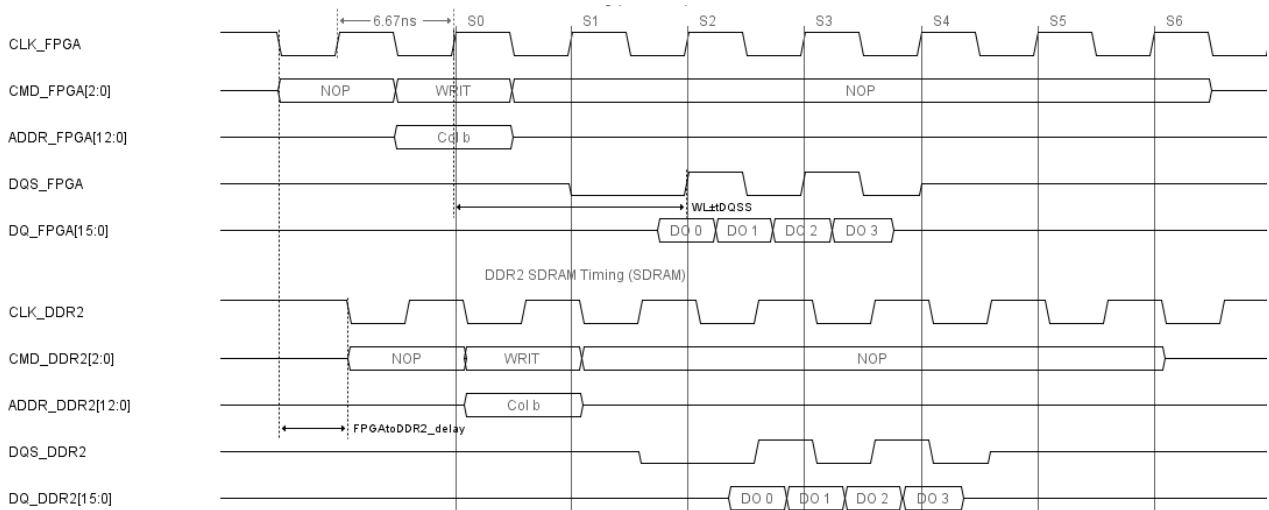 6.67ns S0 S1 S2 S3 S4 S5 S6
CLK_FPGA
CMD_FPGA[2:0] NOP WRIT NOP
ADDR_FPGA[12:0] Col b
DQS_FPGA
WL±tDQSS
DQ_FPGA[15:0] DO 0 DO 1 DO 2 DO 3
DDR2 SDRAM Timing (SDRAM)
CLK_DDR2
CMD_DDR2[2:0] NOP WRIT NOP
ADDR_DDR2[12:0] Col b
FPGAtoDDR2_delay
DQS_DDR2
DQ_DDR2[15:0] DO 0 DO 1 DO 2 DO 3